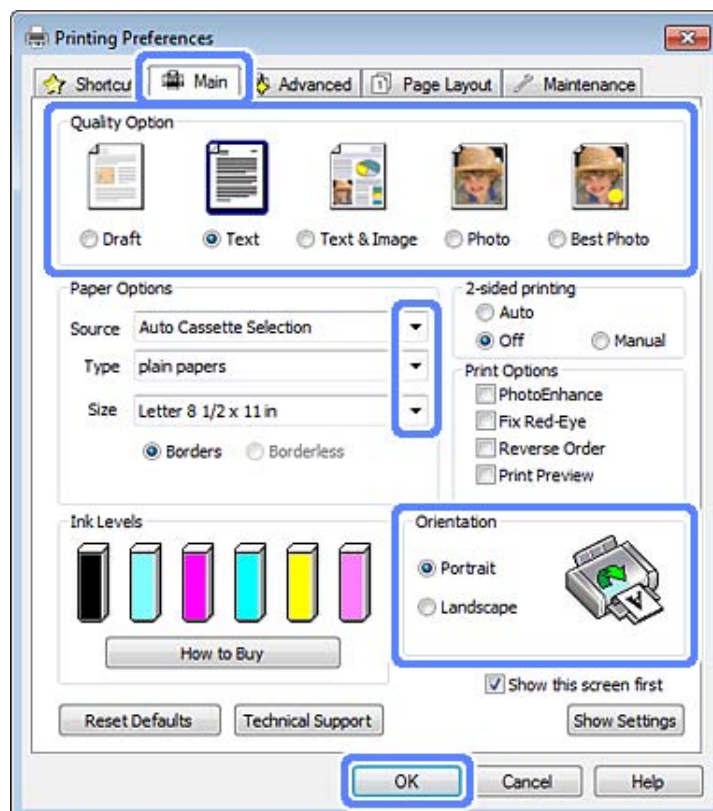 Printing Preferences
Shortcu Main Advanced 1 Page Layout Maintenance
Quality Option
Draft Text Text & Image Photo Best Photo
Paper Options
Source Auto Cassette Selection
Type plain papers
Size Letter 8 1/2 x 11 in
Borders Borderless
2-sided printing
Auto
Off Manual
Print Options
PhotoEnhance
Fix Red-Eye
Reverse Order
Print Preview
Ink Levels
How to Buy
Orientation
Portrait
Landscape
A
Show this screen first
Reset Defaults Technical Support Show Settings
OK Cancel Help